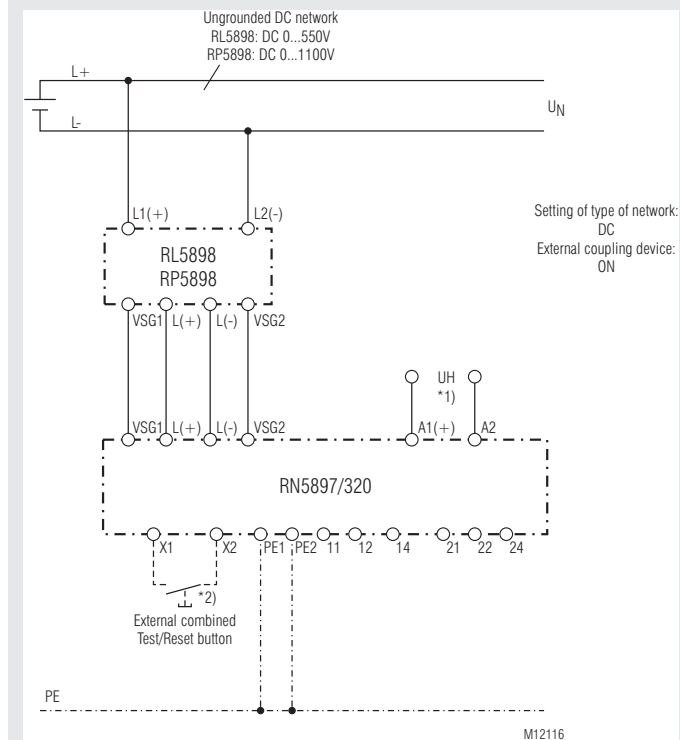 Ungrounded DC network
RL5898: DC 0...550V
RP5898: DC 0...1100V
L+
L-
UN
L1(+) L2(-)
Setting of type of network:
DC
External coupling device:
ON
RL5898
RP5898
VSG1 L(+) L(-) VSG2
UH
*1)
VSG1 L(+) L(-) VSG2 A1(+) A2
RN5897/320
X1 X2 PE1 PE2 11 12 14 21 22 24
*2)
External combined
Test/Reset button
PE
M12116